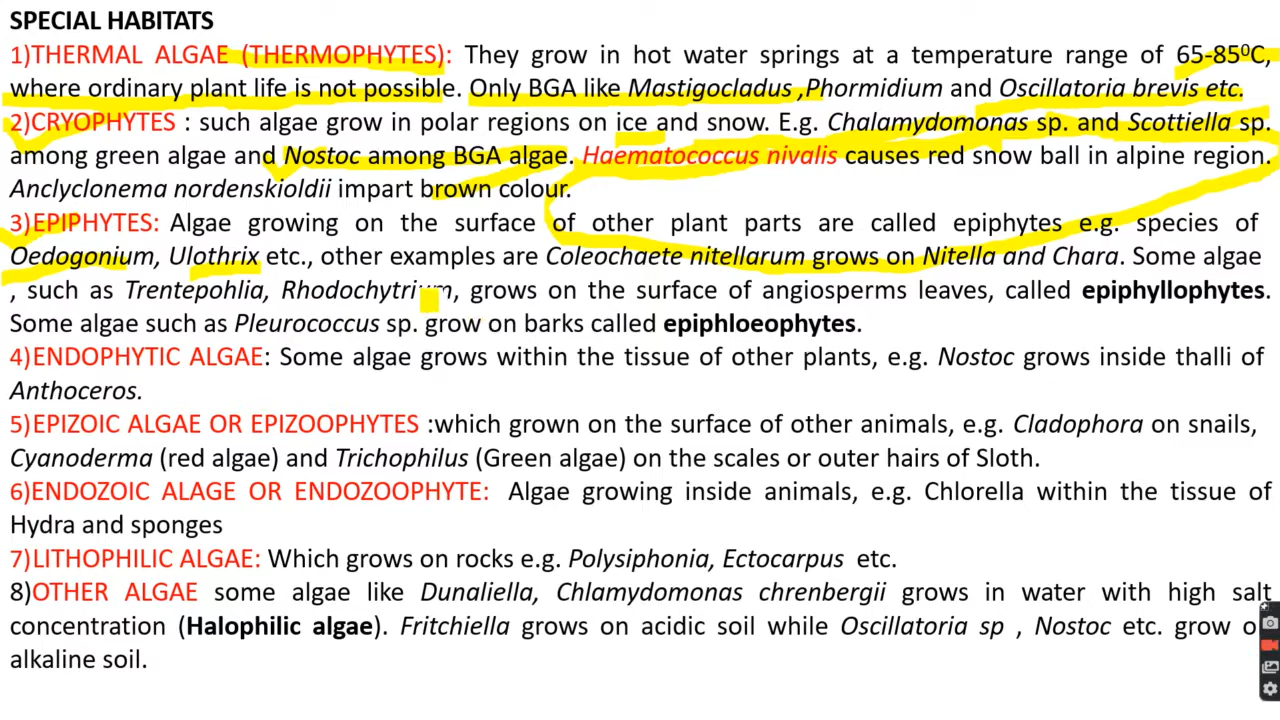 SPECIAL HABITATS
1)THERMAL ALGAE (THERMOPHYTES): They grow in hot water springs at a temperature range of 65-85⁰C,
where ordinary plant life is not possible. Only BGA like Mastigocladus ,Phormidium and Oscillatoria brevis etc.
2)CRYOPHYTES : such algae grow in polar regions on ice and snow. E.g. Chalamydomonas sp. and Scottiella sp.
among green algae and Nostoc among BGA algae. Haematococcus nivalis causes red snow ball in alpine region.
Anclyclonema nordenskioldii impart brown colour.
3)EPIPHYTES: Algae growing on the surface of other plant parts are called epiphytes e.g. species of
Oedogonium, Ulothrix etc., other examples are Coleochaete nitellarum grows on Nitella and Chara. Some algae
, such as Trentepohlia, Rhodochytrium, grows on the surface of angiosperms leaves, called epiphyllophytes.
Some algae such as Pleurococcus sp. grow on barks called epiphloeophytes.
4)ENDOPHYTIC ALGAE: Some algae grows within the tissue of other plants, e.g. Nostoc grows inside thalli of
Anthoceros.
5)EPIZOIC ALGAE OR EPIZOOPHYTES :which grown on the surface of other animals, e.g. Cladophora on snails,
Cyanoderma (red algae) and Trichophilus (Green algae) on the scales or outer hairs of Sloth.
6)ENDOZOIC ALAGE OR ENDOZOOPHYTE: Algae growing inside animals, e.g. Chlorella within the tissue of
Hydra and sponges
7)LITHOPHILIC ALGAE: Which grows on rocks e.g. Polysiphonia, Ectocarpus etc.
8)OTHER ALGAE some algae like Dunaliella, Chlamydomonas chrenbergii grows in water with high salt
concentration (Halophilic algae). Fritchiella grows on acidic soil while Oscillatoria sp , Nostoc etc. grow o
alkaline soil.